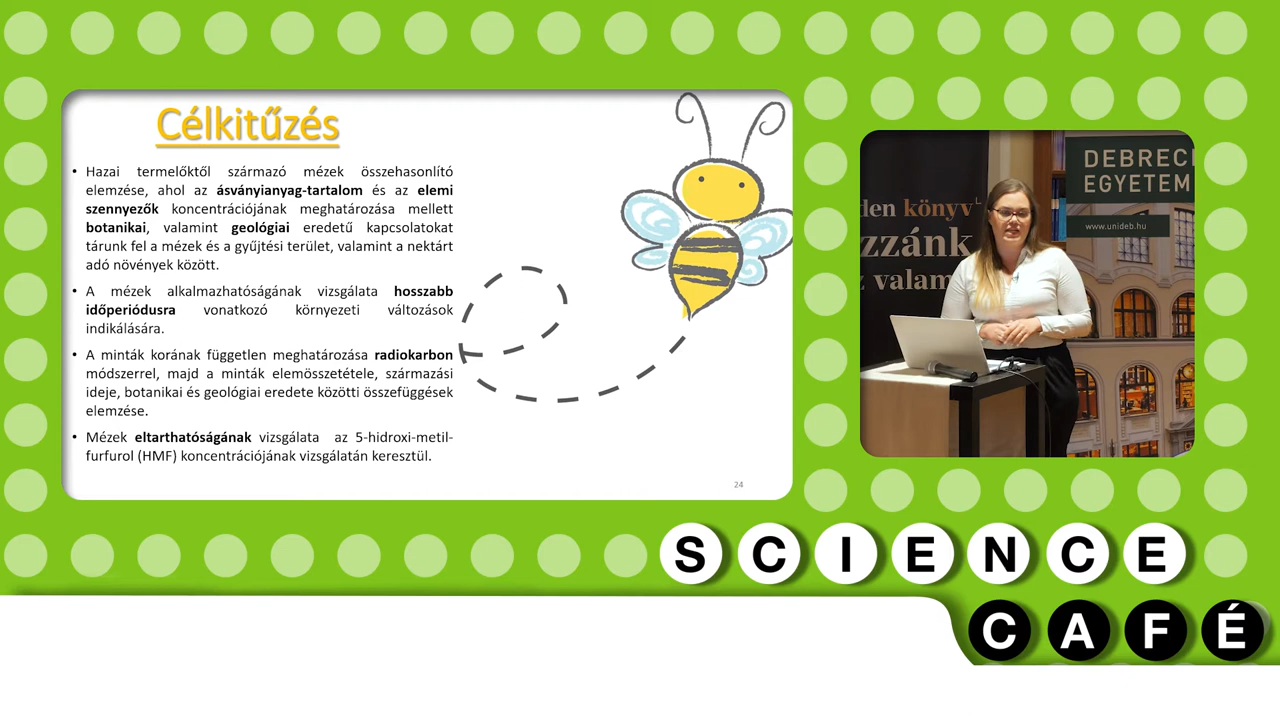 Célkitűzés
• Hazai termelőktől származó mézek összehasonlító
elemzése, ahol az ásványianyag-tartalom és az elemi
szennyezők koncentrációjának meghatározása mellett
botanikai, valamint geológiai eredetű kapcsolatokat
tárunk fel a mézek és a gyűjtési terület, valamint a nektárt
adó növények között.
• A mézek alkalmazhatóságának vizsgálata hosszabb
időperiódusra vonatkozó környezeti változások
indikálására.
• A minták korának független meghatározása radiokarbon
módszerrel, majd a minták elemösszetétele, származási
ideje, botanikai és geológiai eredete közötti összefüggések
elemzése.
• Mézek eltarthatóságának vizsgálata az 5-hidroxi-metil-
furfurol (HMF) koncentrációjának vizsgálatán keresztül.
24
den könyv
zzánk
z valam
DEBRECI
EGYETEM
www.unideb.hu
SCIENCE
CAFÉ